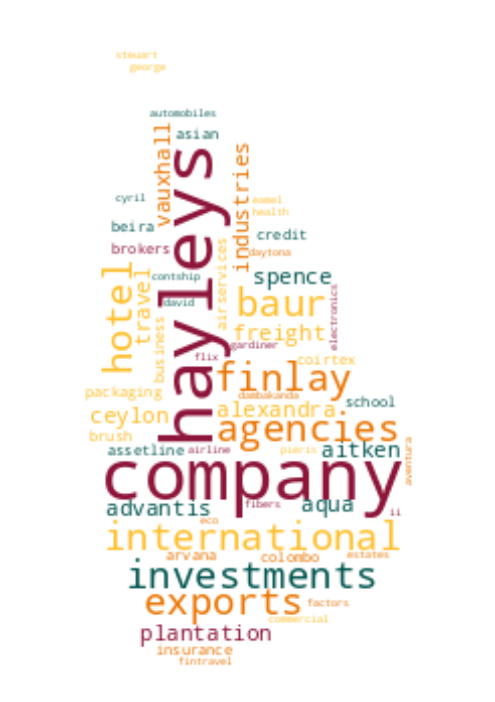 steuart
george
automobiles
vauxhall
asian
hayleys
industries
cyril
eamel
health
beira
credit
brokers
airservices
daytona
hotel
travel
contship
spence
david
baur
electronics
business
freight
gardiner
flix
coirtex
finlay
packaging
dambakanda
school
ceylon
alexandra
agencies
brush
assetline
airline
pieris
aitken
aventura
company
advantis
fibers
aqua
ii
eco
international
arvana
colombo
estates
investments
exports
factors
commercial
plantation
insurance
fintravel